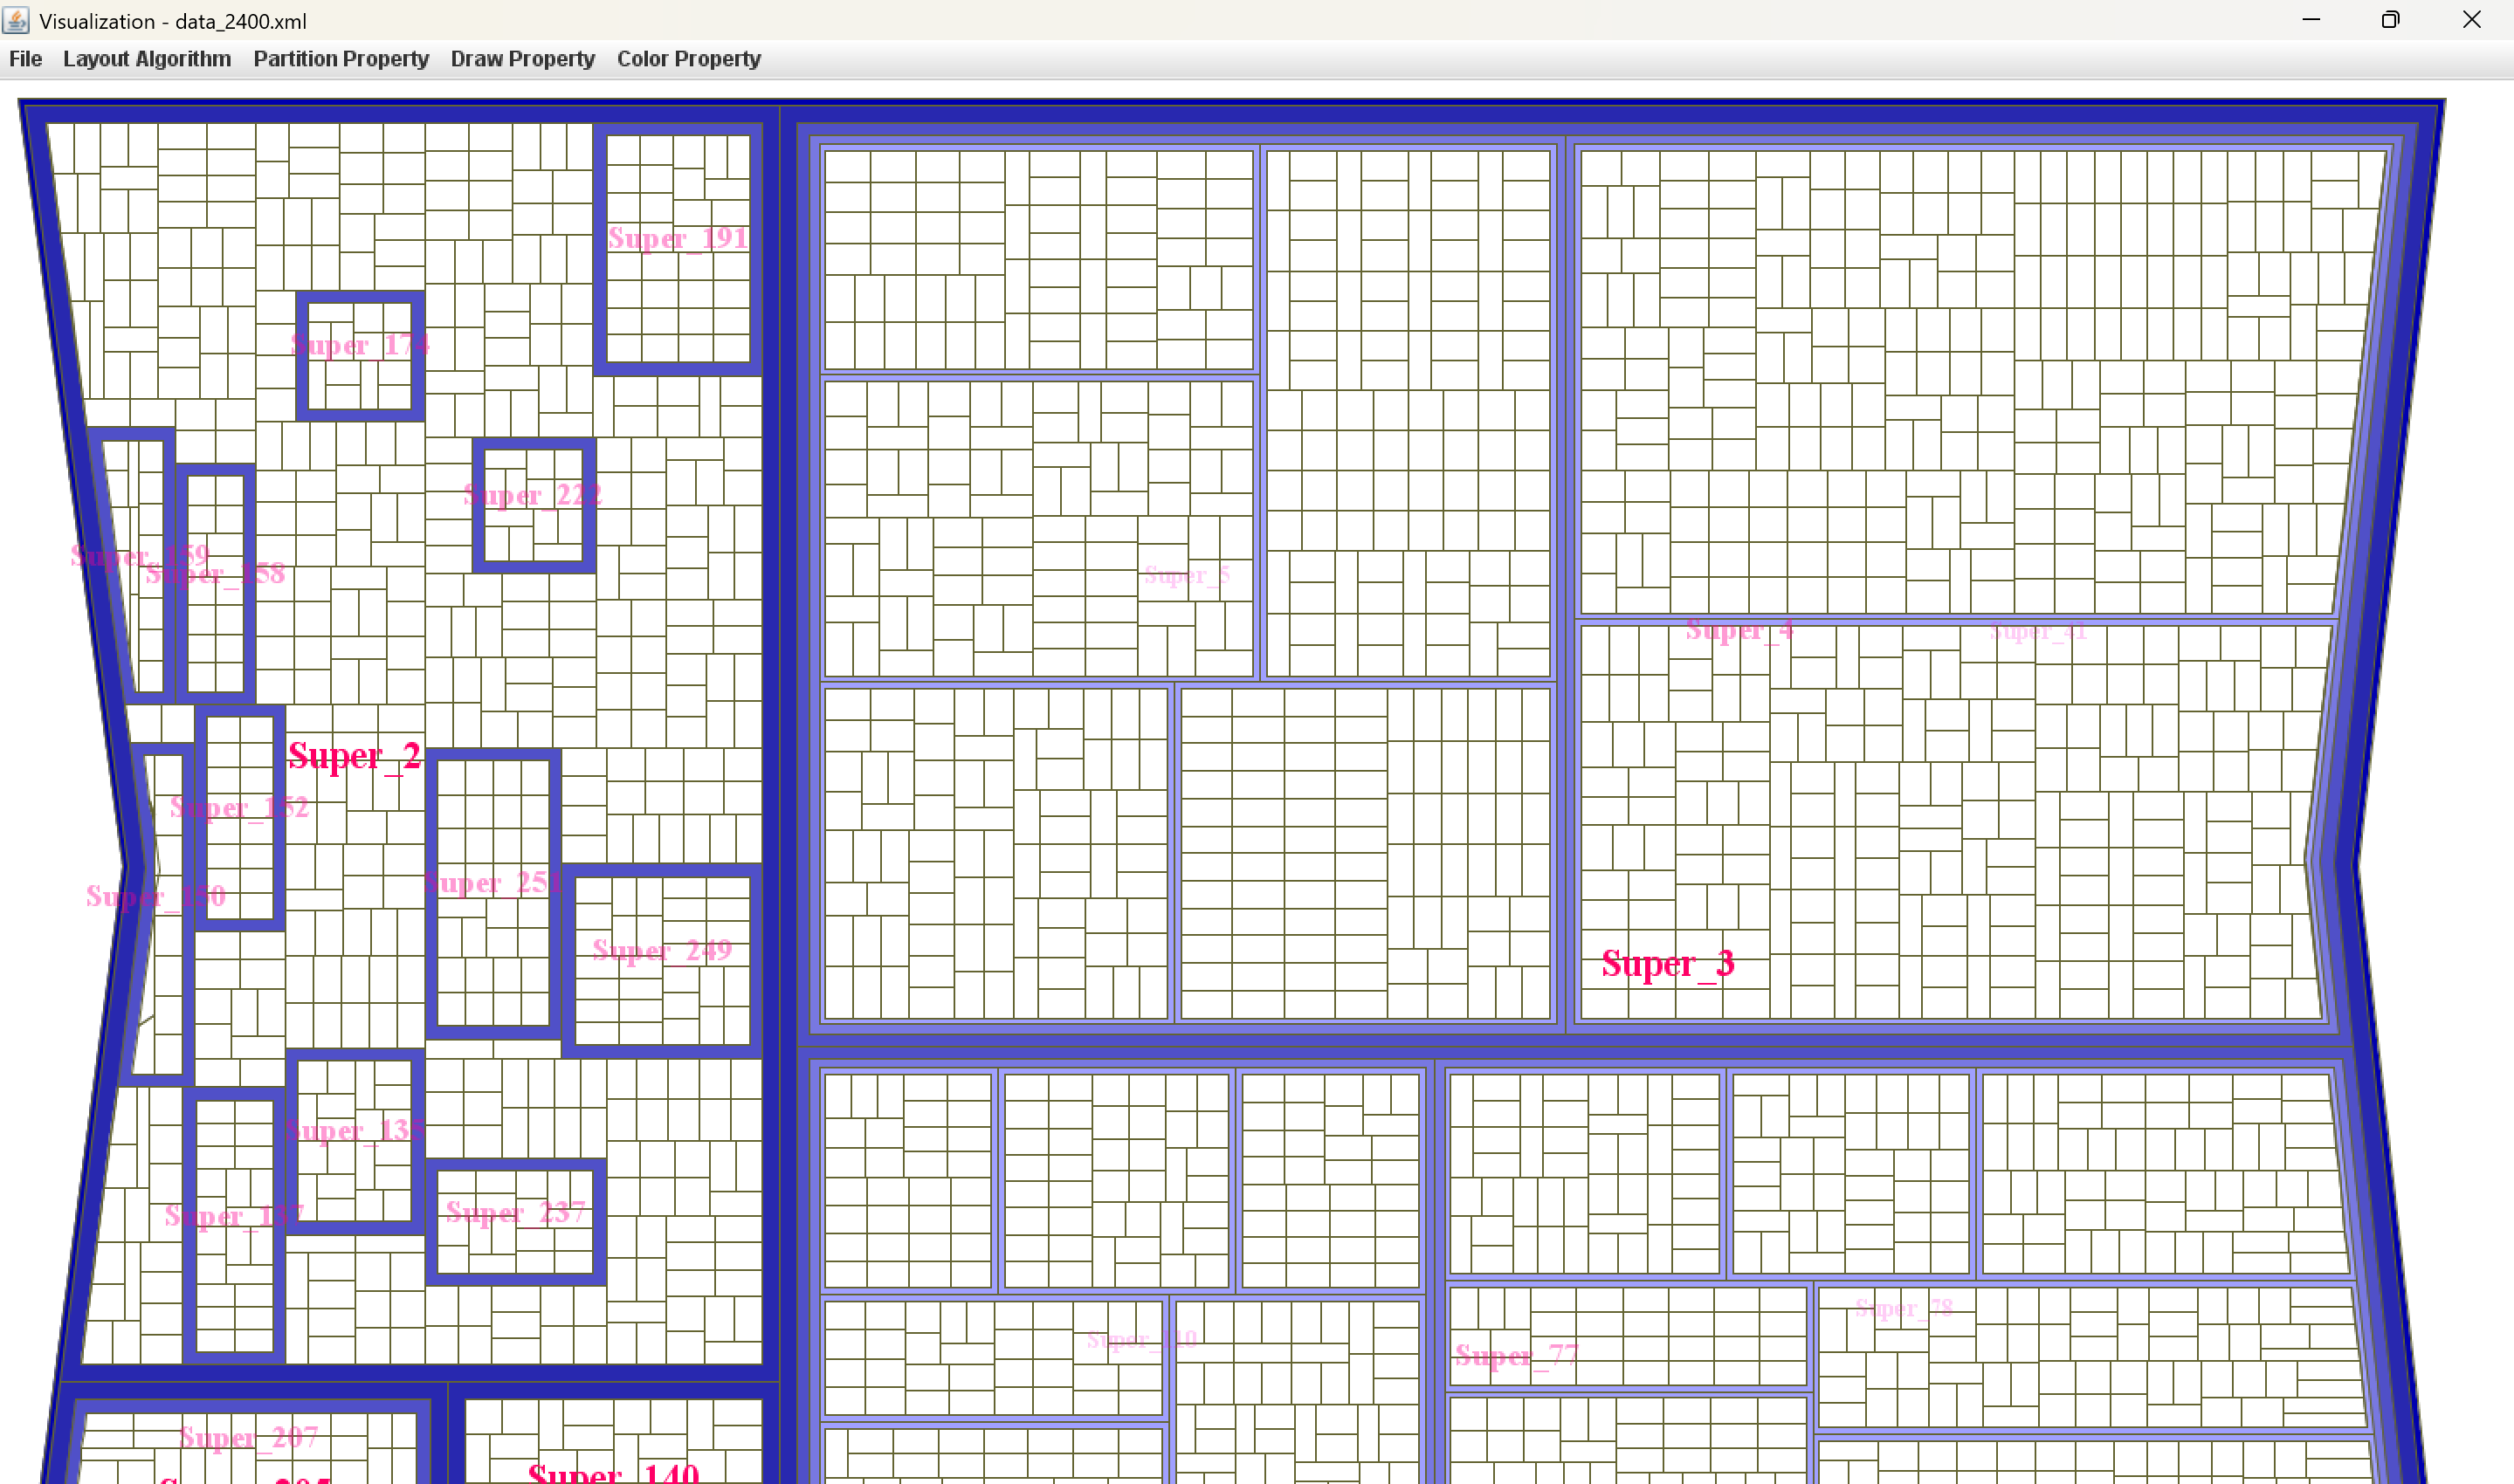 Visualization - data_2400.xml
File Layout Algorithm Partition Property Draw Property Color Property
Super_191
Super_174
Super_222
Super_159
Super_158
Super_5
Super_4
Super_41
Super_2
Super_152
Super_251
Super_150
Super_249
Super_3
Super_135
Super_237
Super_137
Super_78
Super_110
Super_77
Super_207
Super_140